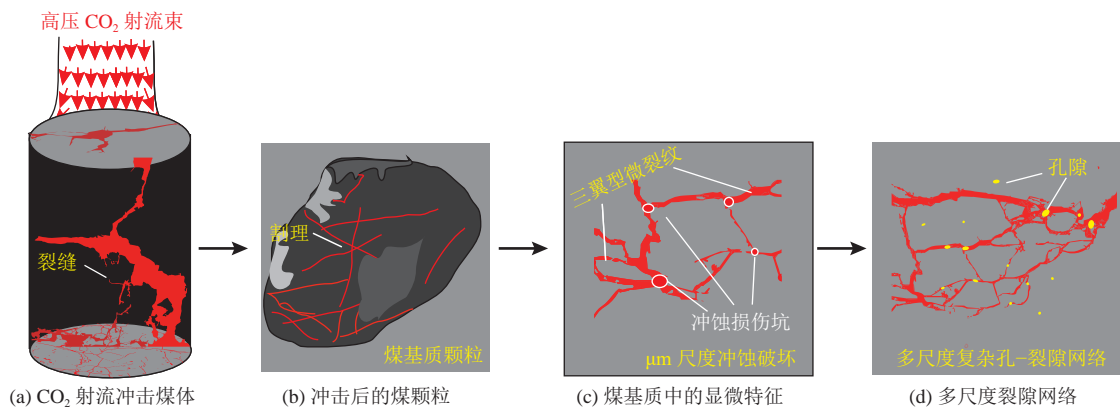 高压 CO₂ 射流束
裂缝
(a) CO₂ 射流冲击煤体
割理
煤基质颗粒
(b) 冲击后的煤颗粒
三翼型微裂纹
冲蚀损伤坑
μm 尺度冲蚀破坏
(c) 煤基质中的显微特征
孔隙
多尺度复杂孔−裂隙网络
(d) 多尺度裂隙网络